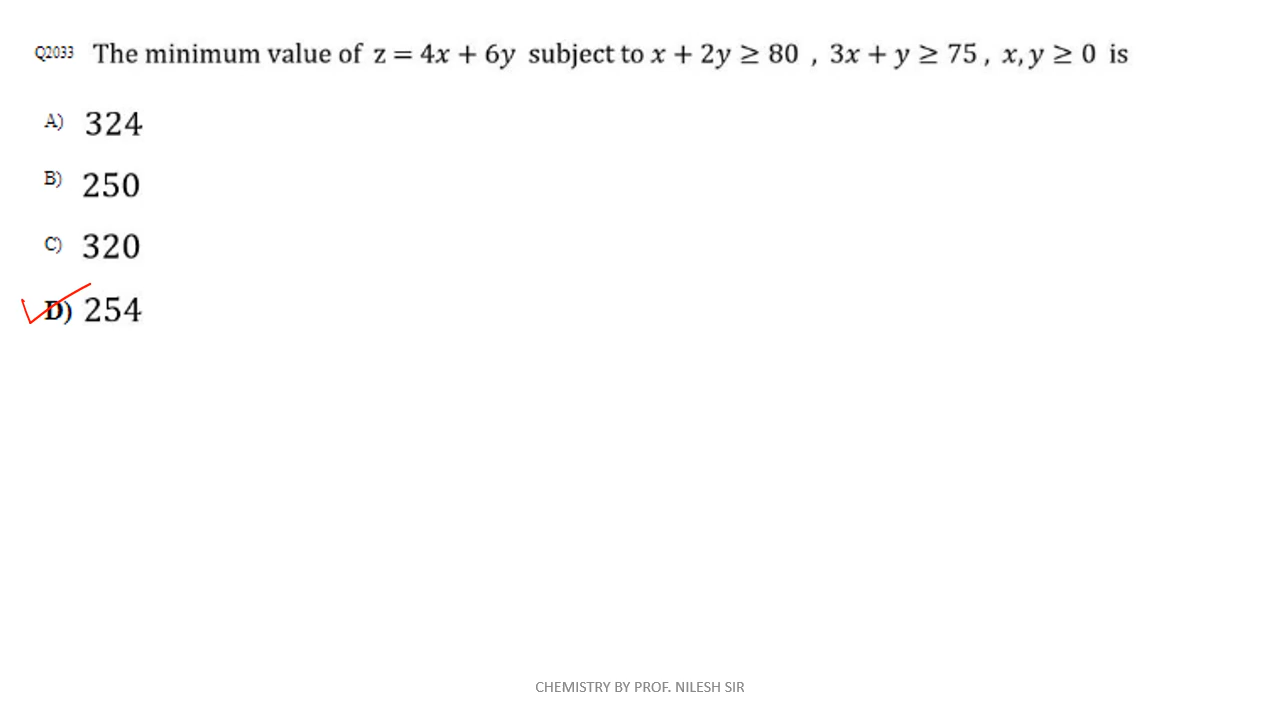 Q2033 The minimum value of z = 4x + 6y subject to x + 2y ≥ 80 , 3x + y ≥ 75 , x, y ≥ 0 is
A) 324
B) 250
C) 320
D) 254
CHEMISTRY BY PROF. NILESH SIR